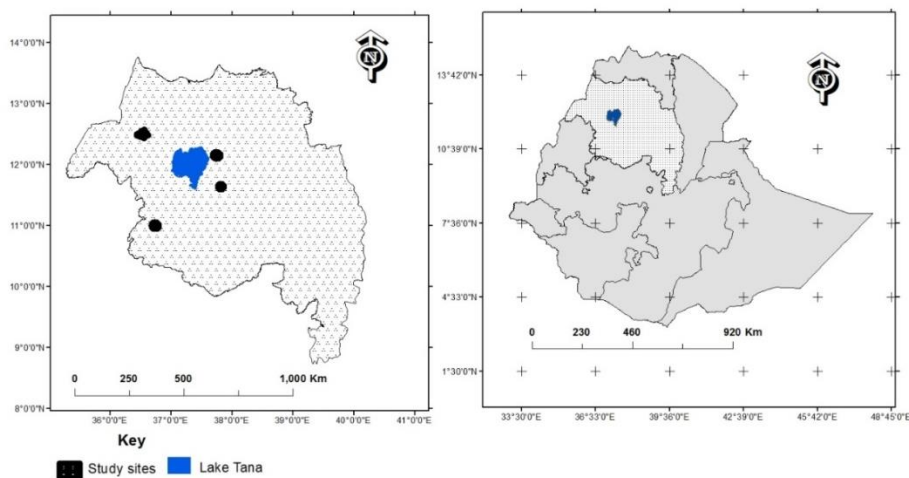 N
14°0'0"N
13°0'0"N
12°0'0"N
11°0'0"N
10°0'0"N
9°0'0"N
8°0'0"N
0 250 500 1,000 Km
36°0'0"E 37°0'0"E 38°0'0"E 39°0'0"E 40°0'0"E 41°0'0"E
Key
Study sites Lake Tana
N
13°42'0"N
10°39'0"N
7°36'0"N
4°33'0"N
1°30'0"N
0 230 460 920 Km
33°30'0"E 36°33'0"E 39°36'0"E 42°39'0"E 45°42'0"E 48°45'0"E